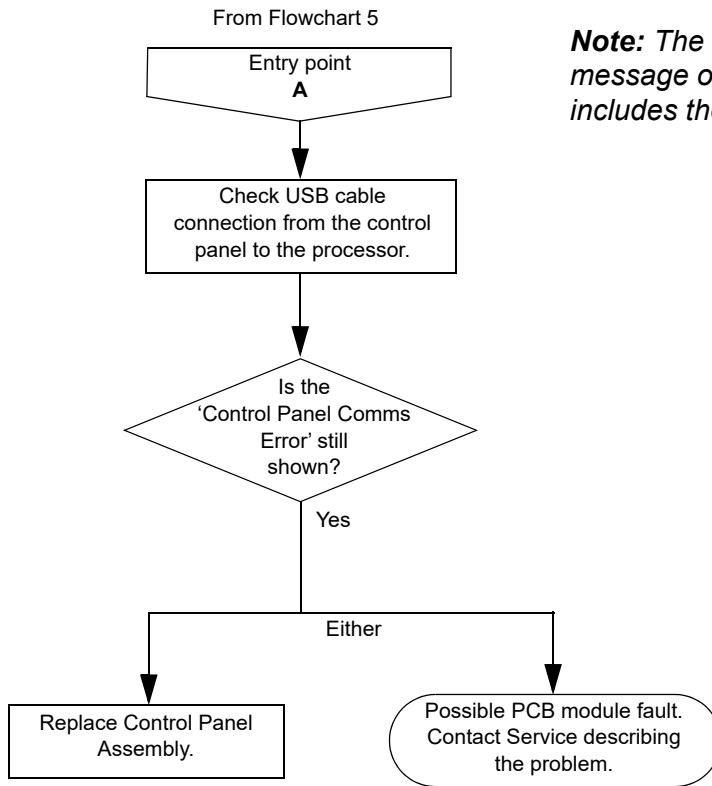 From Flowchart 5
Entry point
A
Note: The
message o
includes the
Check USB cable
connection from the control
panel to the processor.
Is the
‘Control Panel Comms
Error’ still
shown?
Yes
Either
Replace Control Panel
Assembly.
Possible PCB module fault.
Contact Service describing
the problem.